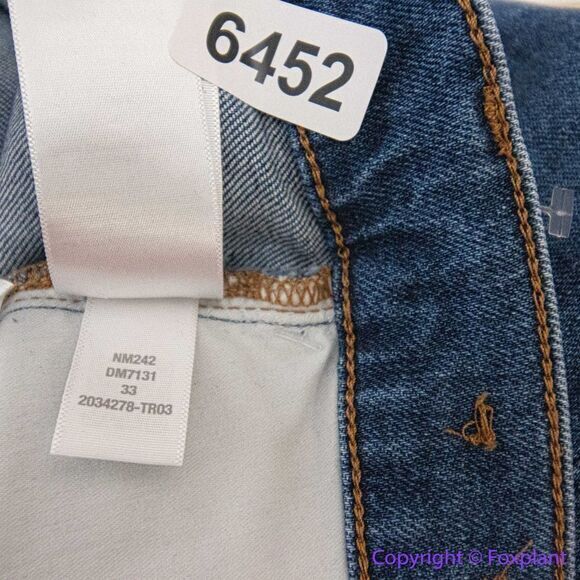 6452
NM242
DM7131
33
2034278-TR03
Copyright © Foxplant